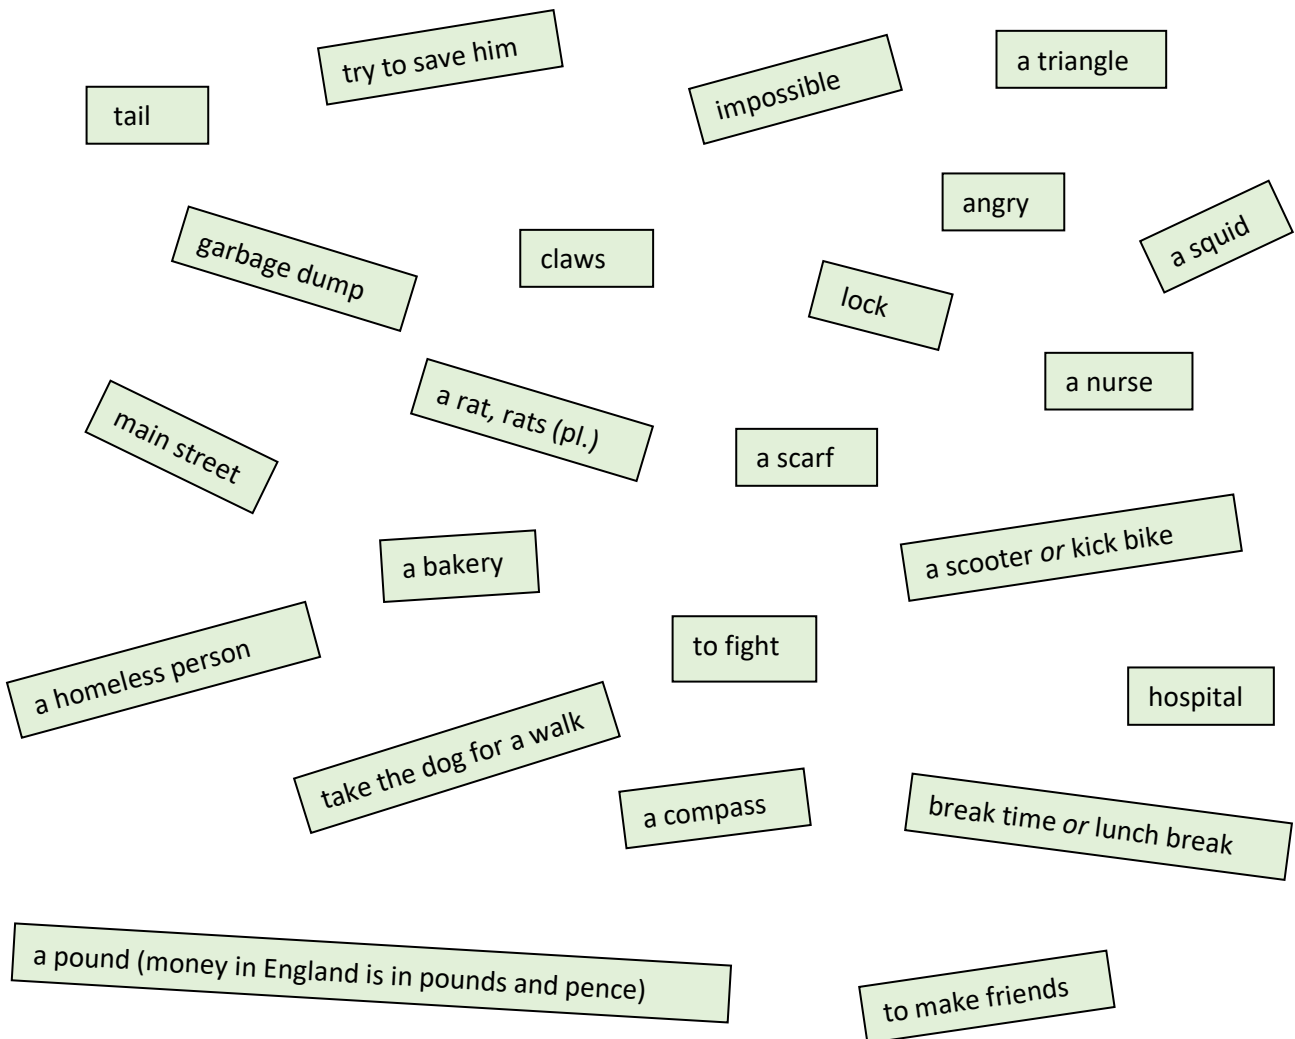 try to save him
a triangle
impossible
tail
angry
a squid
garbage dump
claws
lock
a nurse
a rat, rats (pl.)
main street
a scarf
a scooter or kick bike
a bakery
to fight
a homeless person
hospital
take the dog for a walk
a compass
break time or lunch break
a pound (money in England is in pounds and pence)
to make friends